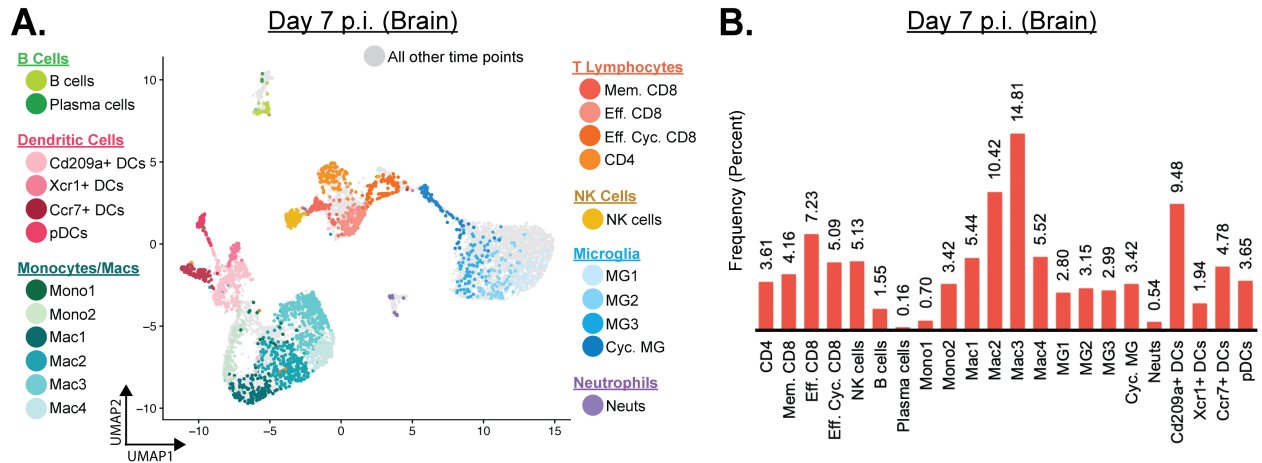 A.
Day 7 p.i. (Brain)
All other time points
B Cells
B cells
Plasma cells
Dendritic Cells
Cd209a+ DCs
Xcr1+ DCs
Ccr7+ DCs
pDCs
Monocytes/Macs
Mono1
Mono2
Mac1
Mac2
Mac3
Mac4
10
5
0
−5
−10
−10
−5
0
5
10
15
UMAP2
UMAP1
T Lymphocytes
Mem. CD8
Eff. CD8
Eff. Cyc. CD8
CD4
NK Cells
NK cells
Microglia
MG1
MG2
MG3
Cyc. MG
Neutrophils
Neuts
B.
Day 7 p.i. (Brain)
Frequency (Percent)
3.61
4.16
7.23
5.09
5.13
1.55
0.16
0.70
3.42
5.44
10.42
14.81
5.52
2.80
3.15
2.99
3.42
0.54
9.48
1.94
4.78
3.65
CD4
Mem. CD8
Eff. CD8
Eff. Cyc. CD8
NK cells
B cells
Plasma cells
Mono1
Mono2
Mac1
Mac2
Mac3
Mac4
MG1
MG2
MG3
Cyc. MG
Neuts
Cd209a+ DCs
Xcr1+ DCs
Ccr7+ DCs
pDCs